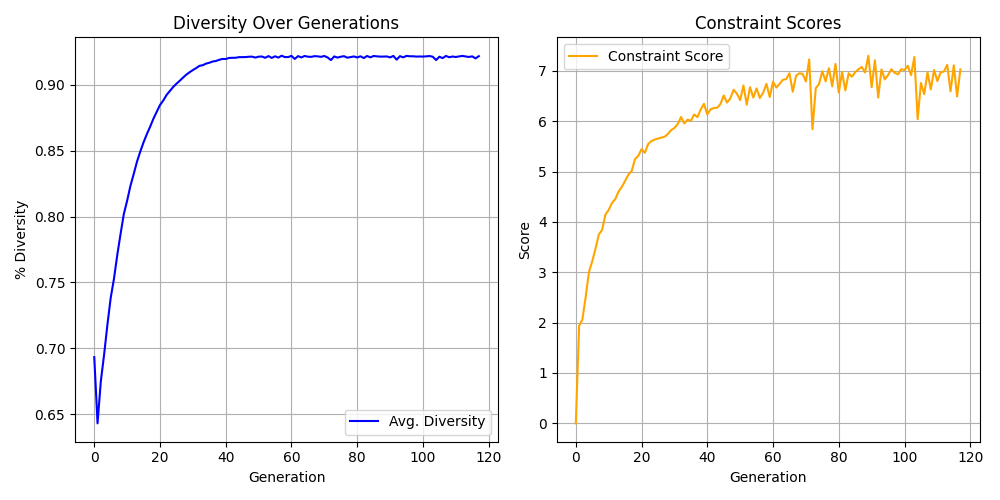 Diversity Over Generations
% Diversity
0.90
0.85
0.80
0.75
0.70
0.65
0 20 40 60 80 100 120
Generation
Avg. Diversity
Constraint Scores
Score
7
6
5
4
3
2
1
0
0 20 40 60 80 100 120
Generation
Constraint Score